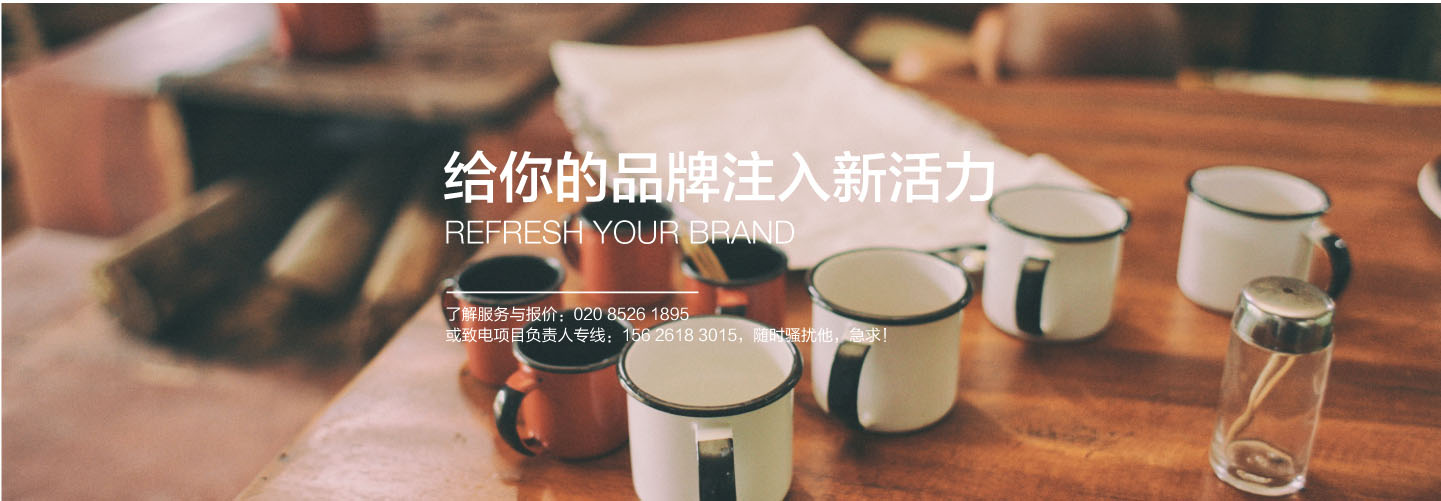 给你的品牌注入新活力
REFRESH YOUR BRAND
了解服务与报价：020 8526 1895
或致电项目负责人专线：156 2618 3015，随时骚扰他，急求！